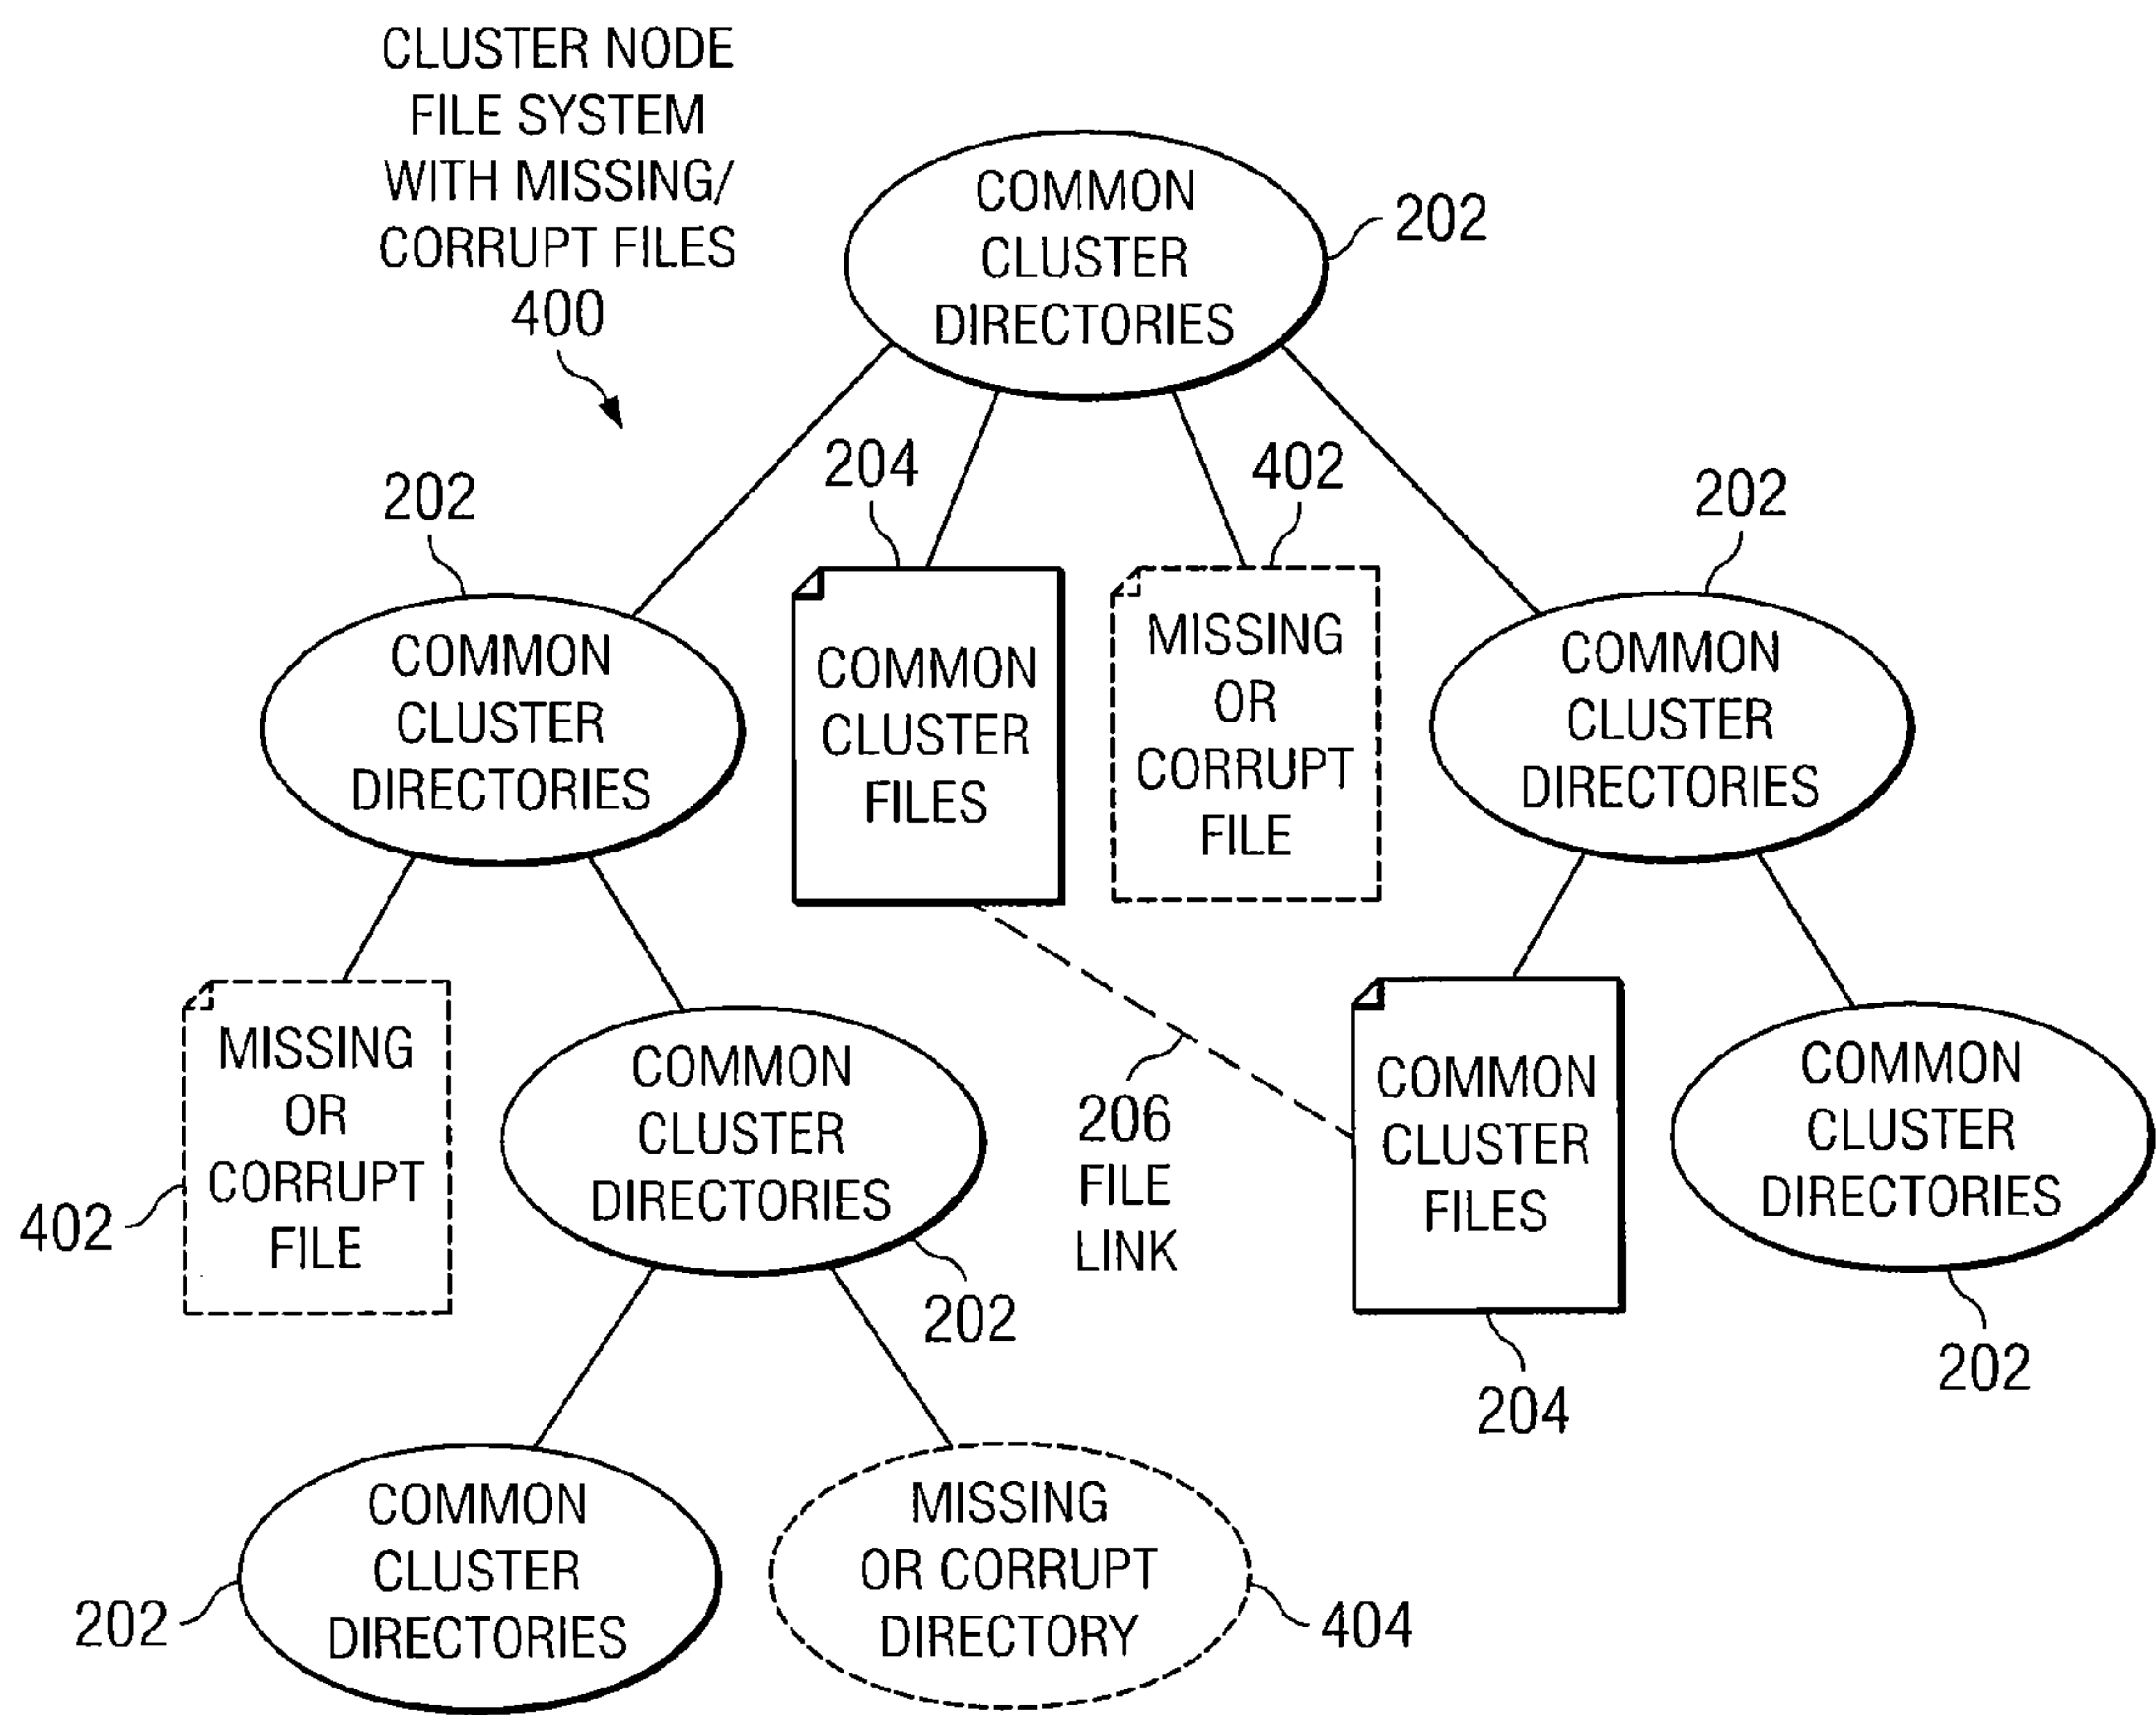 CLUSTER NODE
FILE SYSTEM
WITH MISSING/
CORRUPT FILES
400
COMMON
CLUSTER
DIRECTORIES
202
202
204
402
202
COMMON
CLUSTER
DIRECTORIES
COMMON
CLUSTER
FILES
MISSING
OR
CORRUPT
FILE
COMMON
CLUSTER
DIRECTORIES
MISSING
OR
CORRUPT
FILE
402
COMMON
CLUSTER
DIRECTORIES
202
206
FILE
LINK
COMMON
CLUSTER
FILES
204
COMMON
CLUSTER
DIRECTORIES
202
COMMON
CLUSTER
DIRECTORIES
202
MISSING
OR CORRUPT
DIRECTORY
404